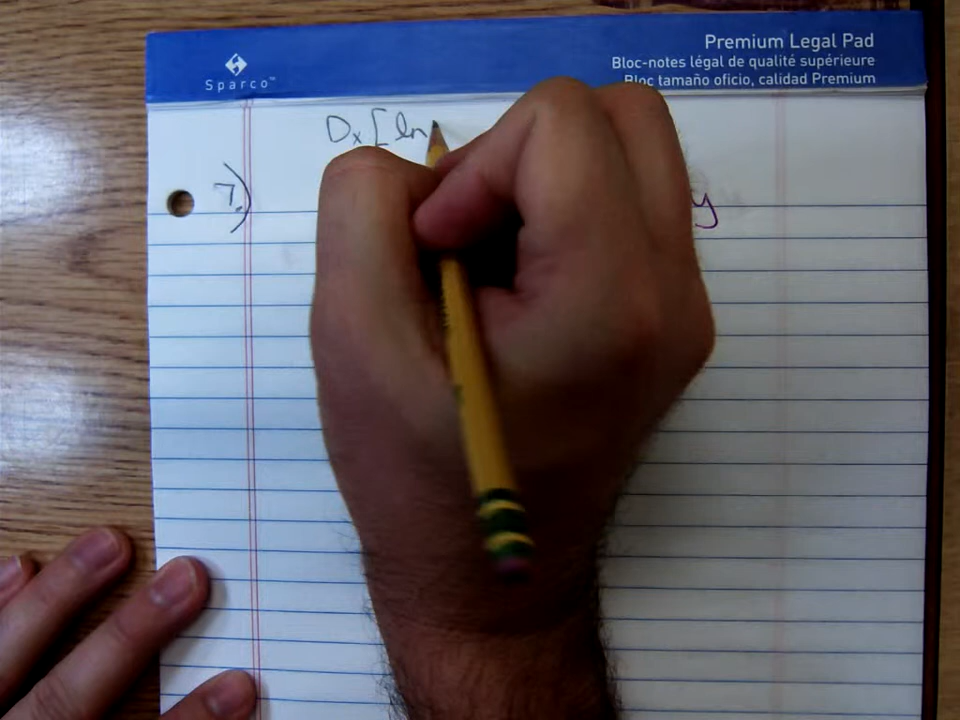 Premium Legal Pad
Bloc-notes légal de qualité supérieure
Bloc tamaño oficio, calidad Premium
Sparco™
Dx [ln
7.)
y